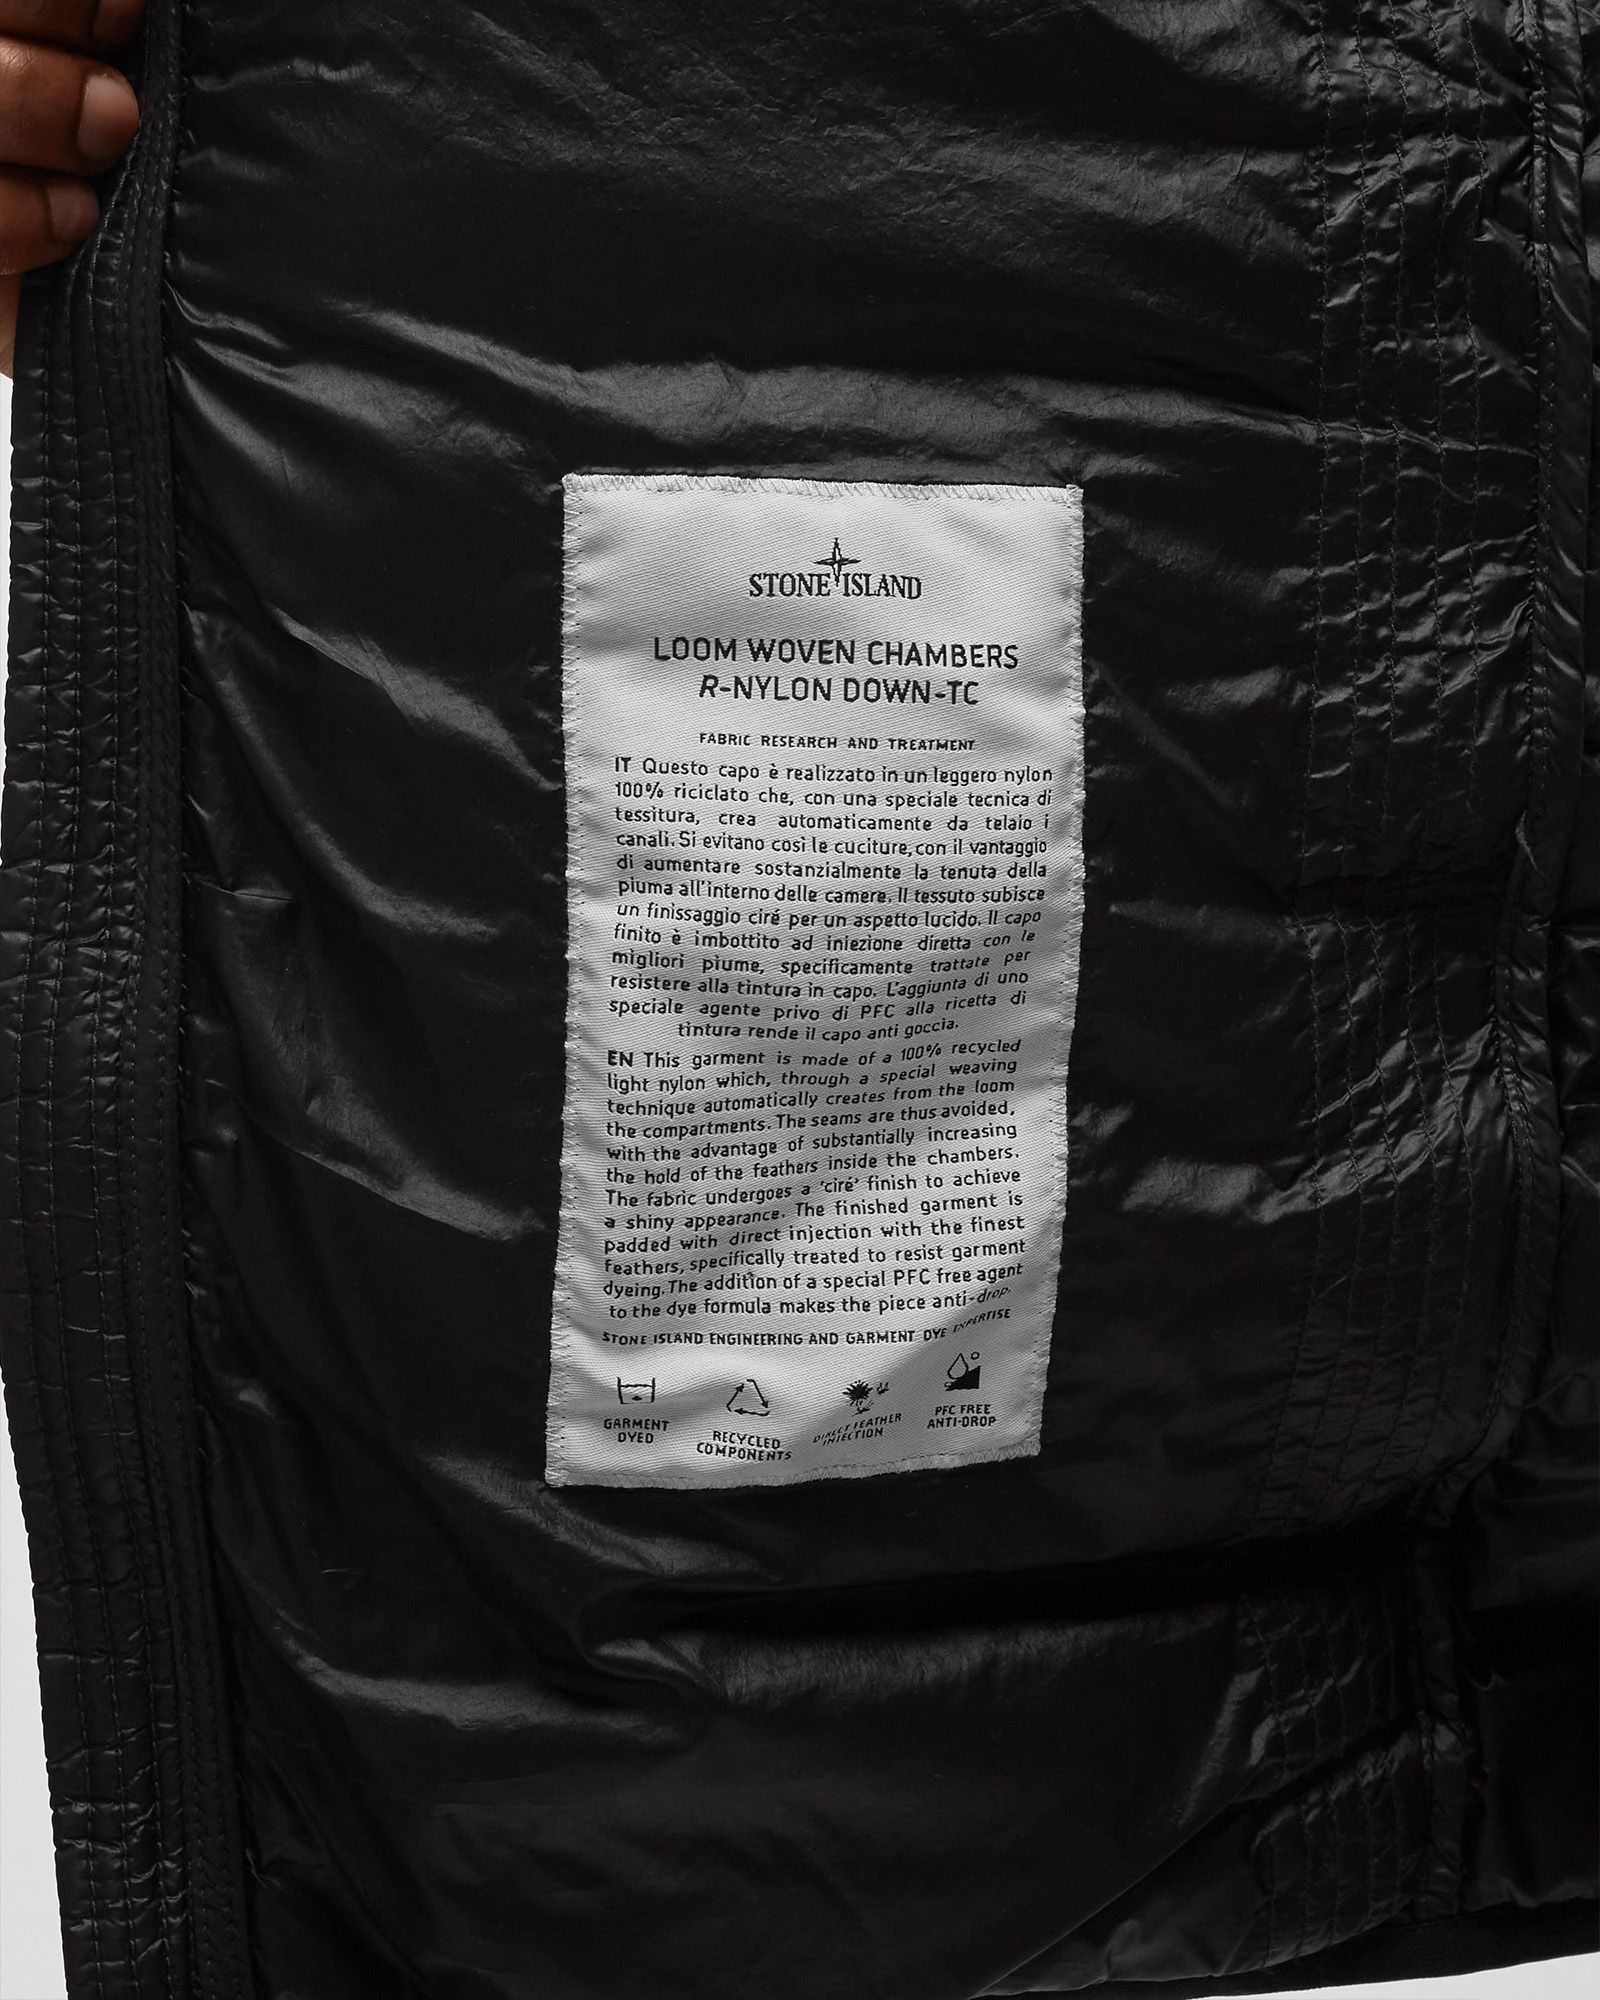 STONE ISLAND
LOOM WOVEN CHAMBERS
R-NYLON DOWN-TC
FABRIC RESEARCH AND TREATMENT
IT Questo capo è realizzato in un leggero nylon
100% riciclato che, con una speciale tecnica di
tessitura, crea automaticamente da telaio i
canali. Si evitano così le cuciture, con il vantaggio
di aumentare sostanzialmente la tenuta della
piuma all'interno delle camere. Il tessuto subisce
un finissaggio ciré per un aspetto lucido. Il capo
finito è imbottito ad iniezione diretta con le
migliori piume, specificamente trattate per
resistere alla tintura in capo. L'aggiunta di uno
speciale agente privo di PFC alla ricetta di
tintura rende il capo anti goccia.
EN This garment is made of a 100% recycled
light nylon which, through a special weaving
technique automatically creates from the loom
the compartments. The seams are thus avoided,
with the advantage of substantially increasing
the hold of the feathers inside the chambers.
The fabric undergoes a 'ciré' finish to achieve
a shiny appearance. The finished garment is
padded with direct injection with the finest
feathers, specifically treated to resist garment
dyeing. The addition of a special PFC free agent
to the dye formula makes the piece anti-drop.
STONE ISLAND ENGINEERING AND GARMENT DYE EXPERTISE
GARMENT
DYED
RECYCLED
COMPONENTS
DIRECT FEATHER
INJECTION
PFC FREE
ANTI-DROP